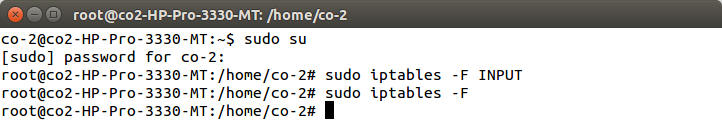 root@co2-HP-Pro-3330-MT: /home/co-2
co-2@co2-HP-Pro-3330-MT:~$ sudo su
[sudo] password for co-2:
root@co2-HP-Pro-3330-MT:/home/co-2# sudo iptables -F INPUT
root@co2-HP-Pro-3330-MT:/home/co-2# sudo iptables -F
root@co2-HP-Pro-3330-MT:/home/co-2#